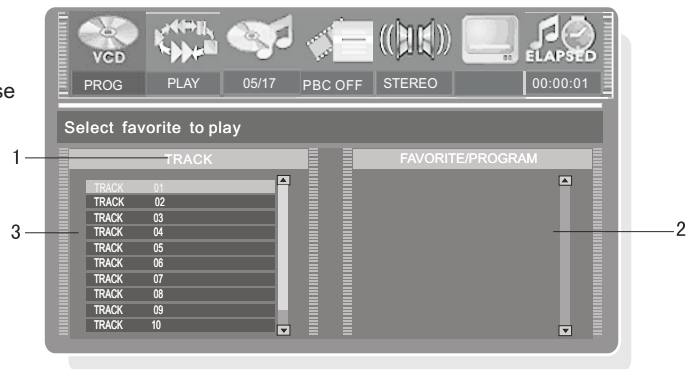 VCD
ELAPSED
PROG PLAY 05/17 PBC OFF STEREO 00:00:01
se
Select favorite to play
1 TRACK FAVORITE/PROGRAM
TRACK 01
TRACK 02
TRACK 03
3 TRACK 04 2
TRACK 05
TRACK 06
TRACK 07
TRACK 08
TRACK 09
TRACK 10